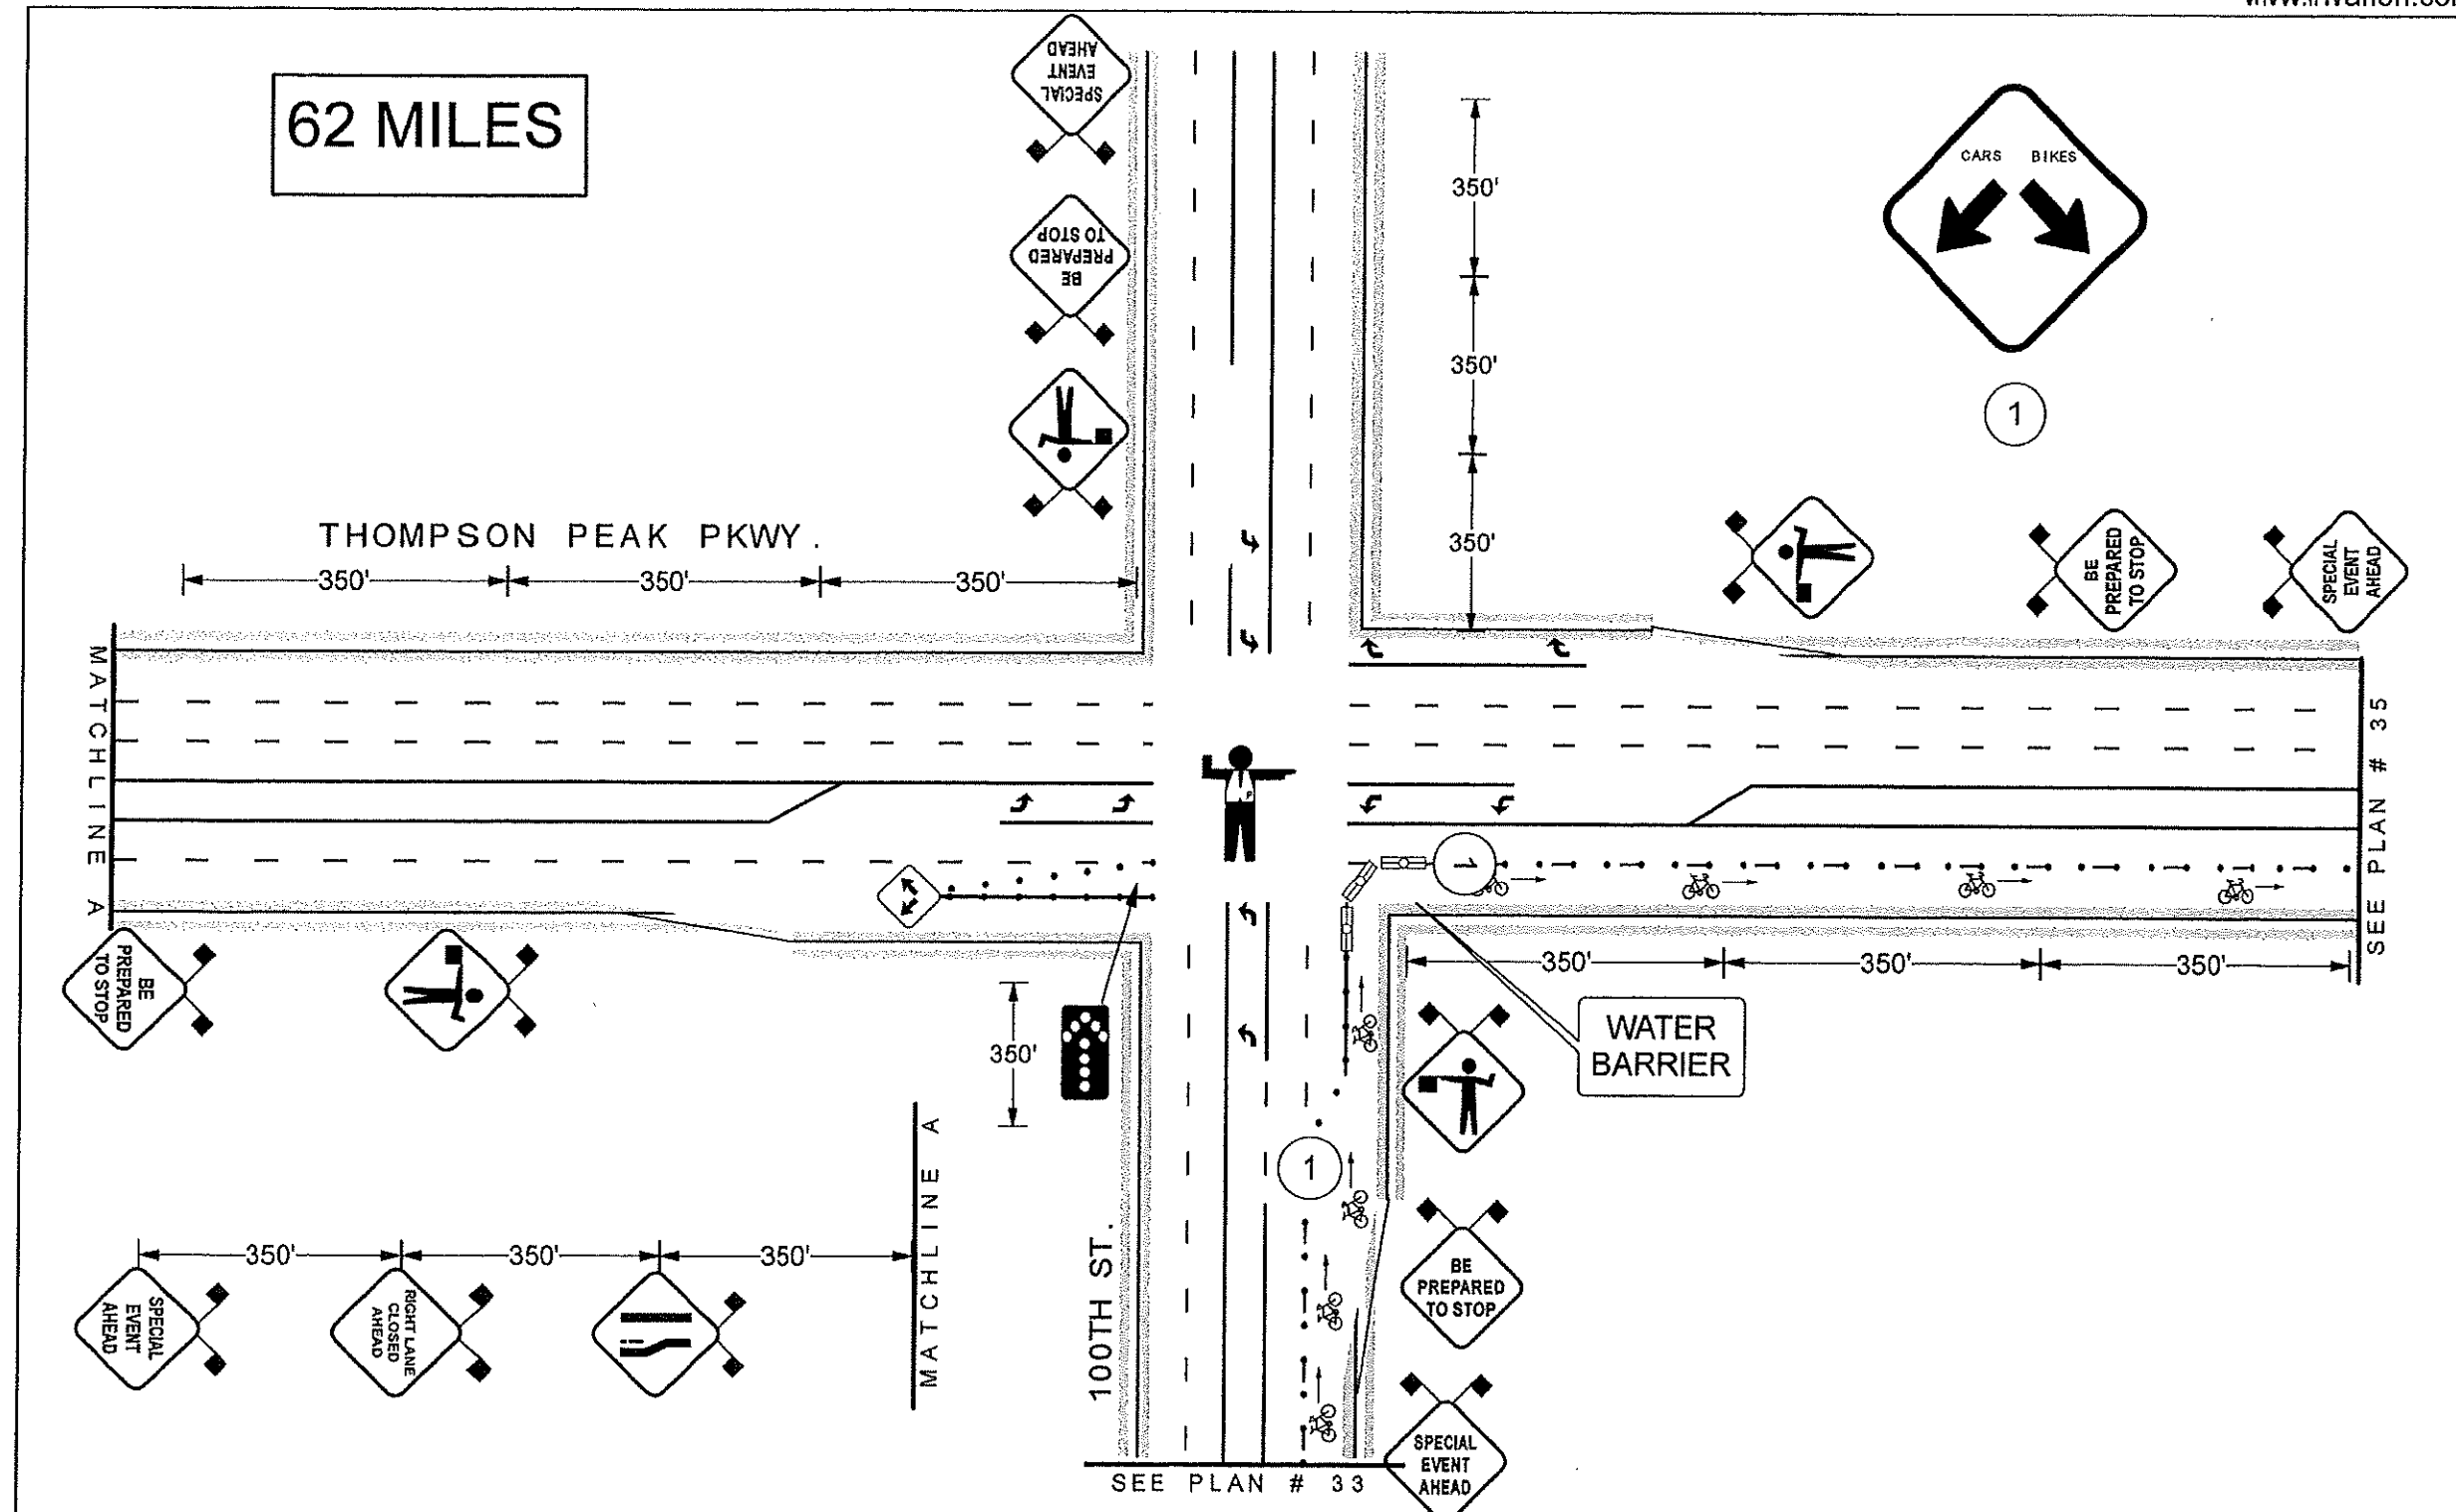 62 MILES
SPECIAL
EVENT
AHEAD
BE
PREPARED
TO STOP
350'
350'
350'
CARS BIKES
1
THOMPSON PEAK PKWY.
350' 350' 350'
BE
PREPARED
TO STOP
SPECIAL
EVENT
AHEAD
MATCHLINE A
P
1
SEE PLAN # 35
350' 350' 350'
BE
PREPARED
TO STOP
350'
WATER
BARRIER
MATCHLINE A
1
350' 350' 350'
SPECIAL
EVENT
AHEAD
RIGHT LANE
CLOSED
AHEAD
100TH ST.
BE
PREPARED
TO STOP
SPECIAL
EVENT
AHEAD
SEE PLAN # 33